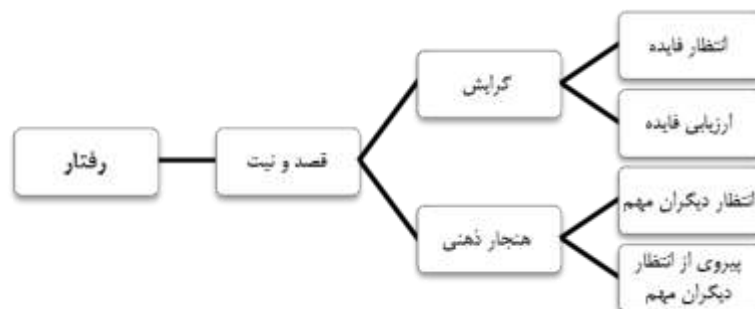 انتظار فایده
گرایش
ارزیابی فایده
رفتار
قصد و نیت
انتظار دیگران مهم
هنجار ذهنی
پیروی از انتظار
دیگران مهم